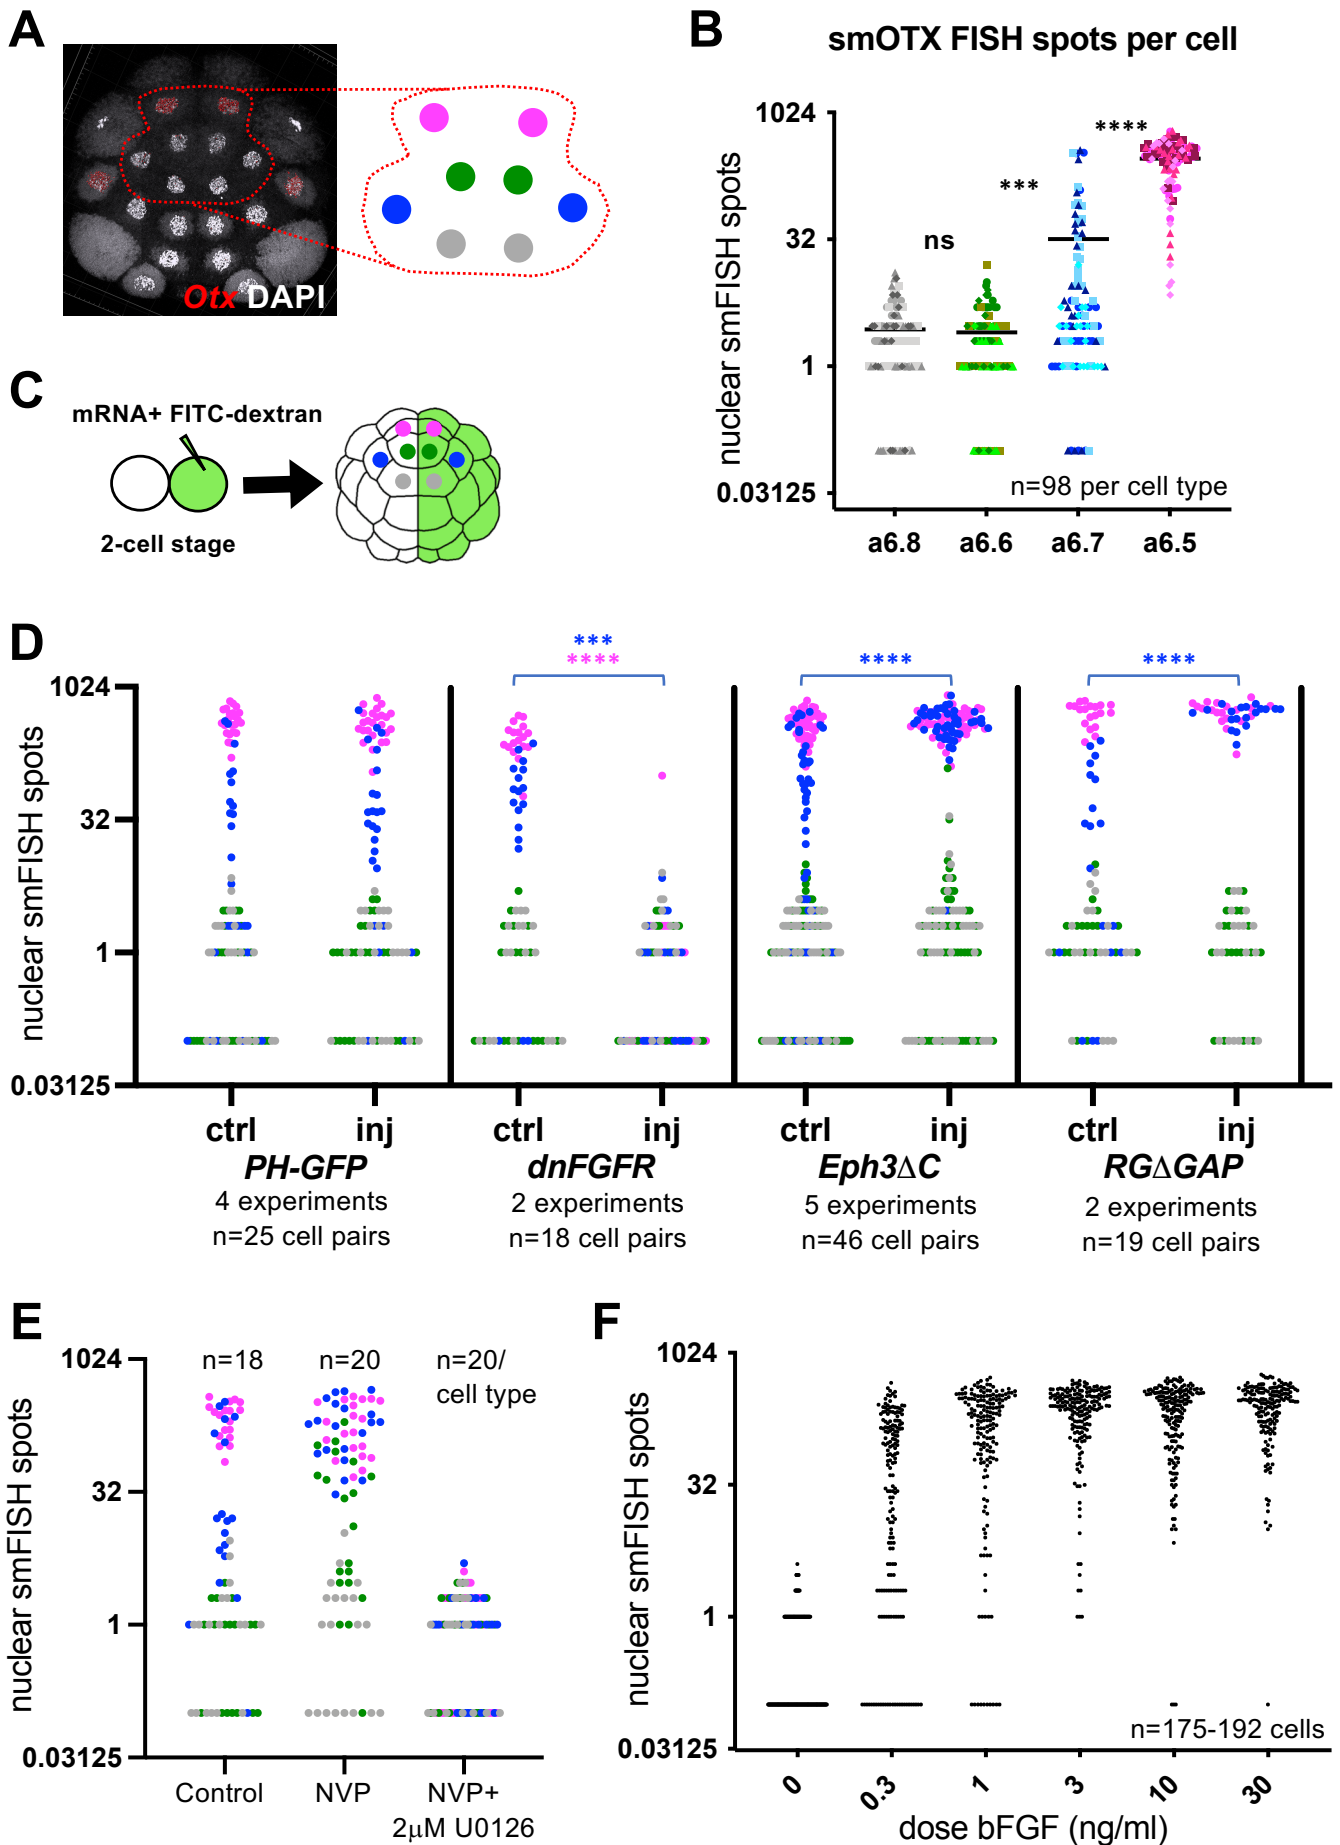 A
Otx DAPI
B
smOTX FISH spots per cell
nuclear smFISH spots
1024
32
1
0.03125
ns
***
****
n=98 per cell type
a6.8 a6.6 a6.7 a6.5
C
mRNA+ FITC-dextran
2-cell stage
D
nuclear smFISH spots
1024
32
1
0.03125
***
****
****
****
ctrl inj ctrl inj ctrl inj ctrl inj
PH-GFP dnFGFR Eph3ΔC RGΔGAP
4 experiments 2 experiments 5 experiments 2 experiments
n=25 cell pairs n=18 cell pairs n=46 cell pairs n=19 cell pairs
E
nuclear smFISH spots
1024
32
1
0.03125
n=18 n=20 n=20/
cell type
Control NVP NVP+
2μM U0126
F
nuclear smFISH spots
1024
32
1
0.03125
n=175-192 cells
0 0.3 1 3 10 30
dose bFGF (ng/ml)